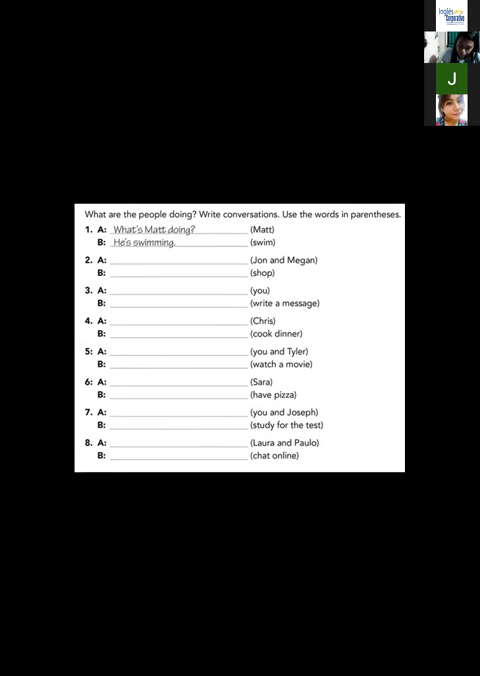 Inglés
corporativo
J
What are the people doing? Write conversations. Use the words in parentheses.
1. A: What's Matt doing? (Matt)
B: He's swimming. (swim)
2. A: (Jon and Megan)
B: (shop)
3. A: (you)
B: (write a message)
4. A: (Chris)
B: (cook dinner)
5: A: (you and Tyler)
B: (watch a movie)
6: A: (Sara)
B: (have pizza)
7. A: (you and Joseph)
B: (study for the test)
8. A: (Laura and Paulo)
B: (chat online)